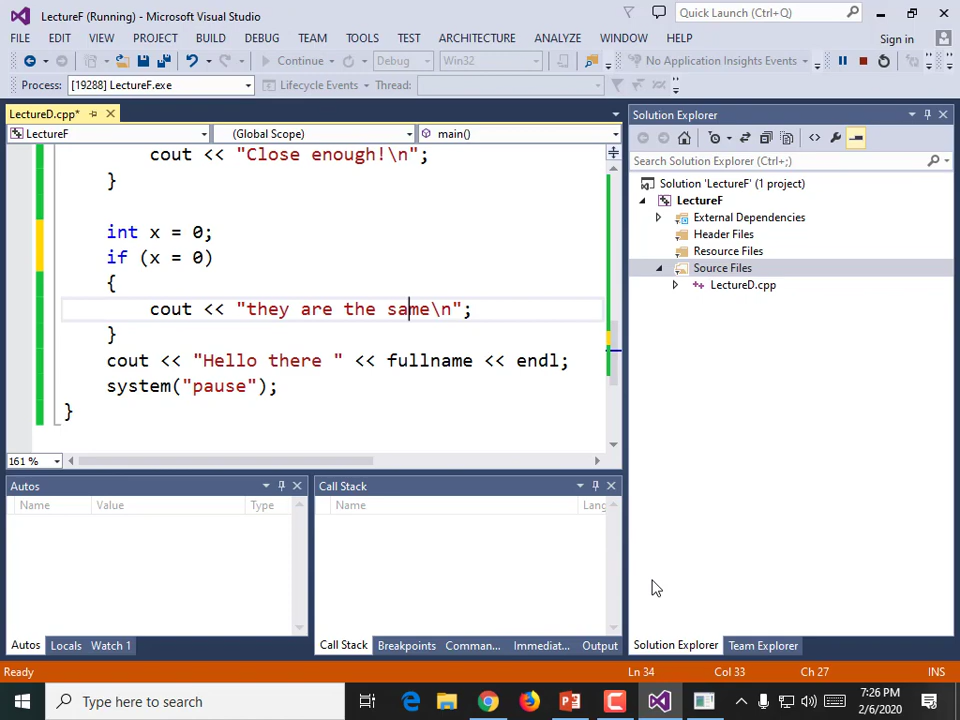 LectureF (Running) - Microsoft Visual Studio
Quick Launch (Ctrl+Q)
FILE EDIT VIEW PROJECT BUILD DEBUG TEAM TOOLS TEST ARCHITECTURE ANALYZE WINDOW HELP
Sign in
Continue Debug Win32 No Application Insights Events
Process: [19288] LectureF.exe Lifecycle Events Thread:
LectureD.cpp*
LectureF (Global Scope) main()
cout << "Close enough!\n";
}
int x = 0;
if (x = 0)
{
cout << "they are the same\n";
}
cout << "Hello there " << fullname << endl;
system("pause");
}
161 %
Solution Explorer
Search Solution Explorer (Ctrl+;)
Solution 'LectureF' (1 project)
LectureF
External Dependencies
Header Files
Resource Files
Source Files
LectureD.cpp
Autos
Name Value Type
Autos Locals Watch 1
Call Stack
Name Lang
Call Stack Breakpoints Comman... Immediat... Output
Solution Explorer Team Explorer
Ready Ln 34 Col 33 Ch 27 INS
Type here to search
7:26 PM
2/6/2020